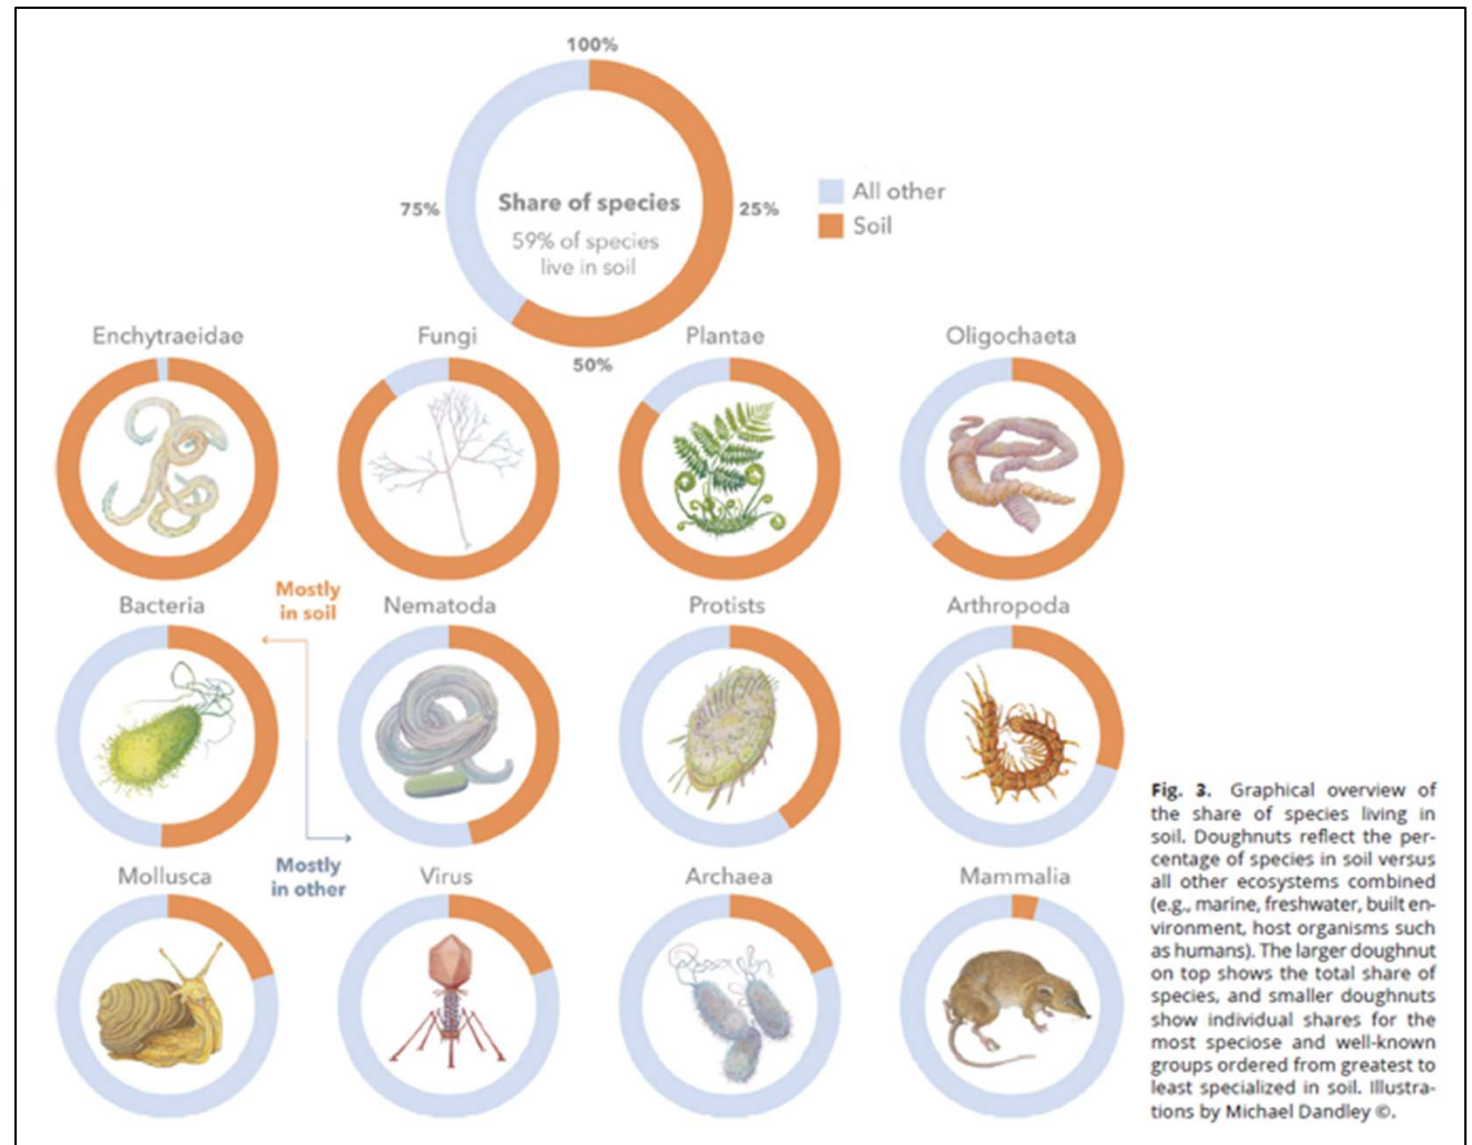 100%
75%
Share of species
59% of species
live in soil
25%
50%
All other
Soil
Enchytraeidae
Fungi
Plantae
Oligochaeta
Mostly
in soil
Bacteria
Nematoda
Protists
Arthropoda
Mostly
in other
Mollusca
Virus
Archaea
Mammalia
Fig. 3. Graphical overview of
the share of species living in
soil. Doughnuts reflect the per-
centage of species in soil versus
all other ecosystems combined
(e.g., marine, freshwater, built en-
vironment, host organisms such
as humans). The larger doughnut
on top shows the total share of
species, and smaller doughnuts
show individual shares for the
most speciose and well-known
groups ordered from greatest to
least specialized in soil. Illustra-
tions by Michael Dandley ©.